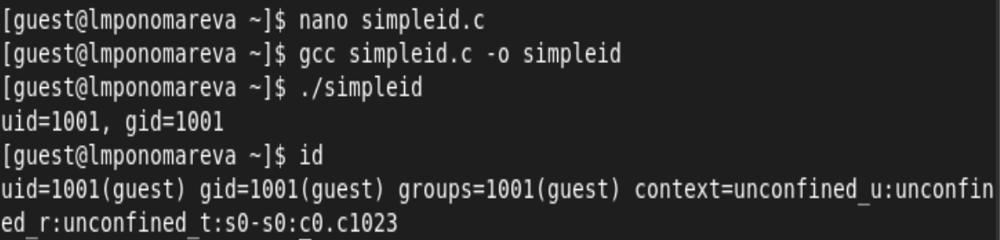 [guest@lmponomareva ~]$ nano simpleid.c
[guest@lmponomareva ~]$ gcc simpleid.c -o simpleid
[guest@lmponomareva ~]$ ./simpleid
uid=1001, gid=1001
[guest@lmponomareva ~]$ id
uid=1001(guest) gid=1001(guest) groups=1001(guest) context=unconfined_u:unconfin
ed_r:unconfined_t:s0-s0:c0.c1023